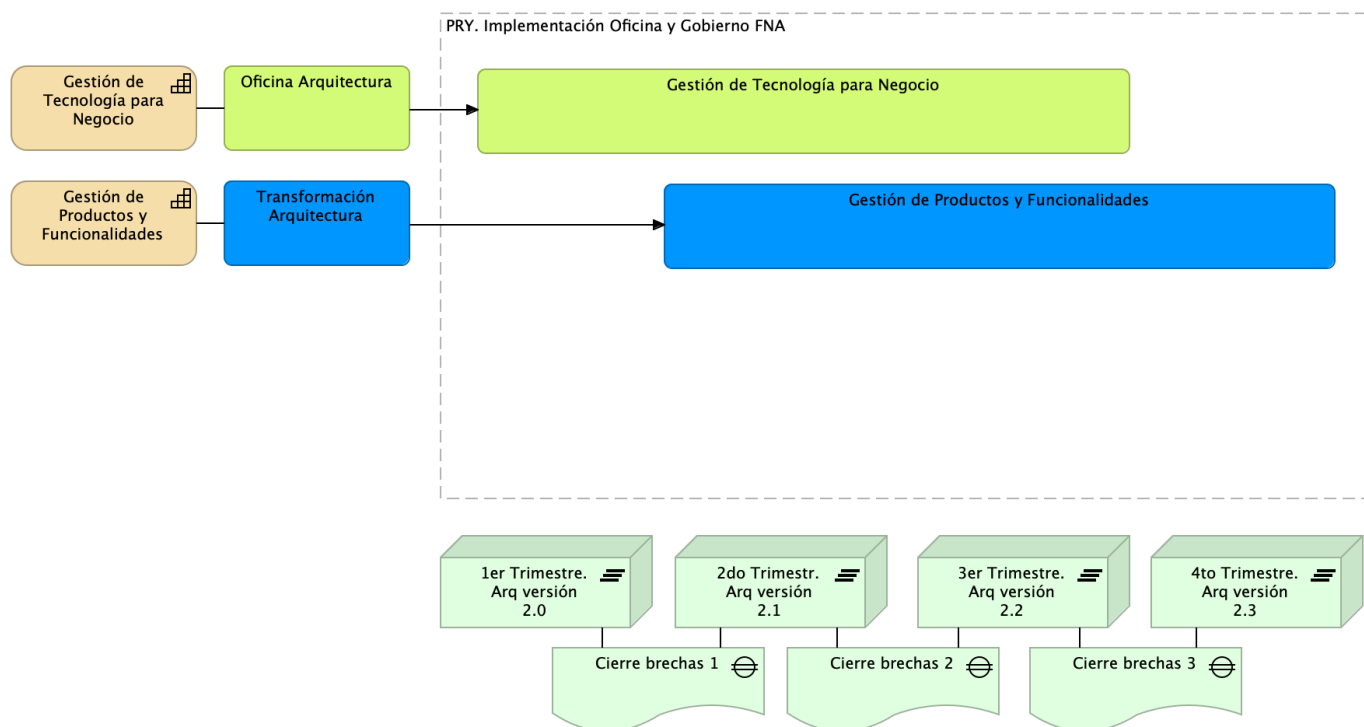 PRY. Implementación Oficina y Gobierno FNA
Gestión de
Tecnología para
Negocio
Oficina Arquitectura
Gestión de Tecnología para Negocio
Gestión de
Productos y
Funcionalidades
Transformación
Arquitectura
Gestión de Productos y Funcionalidades
1er Trimestre.
Arq versión
2.0
2do Trimestr.
Arq versión
2.1
3er Trimestre.
Arq versión
2.2
4to Trimestre.
Arq versión
2.3
Cierre brechas 1
Cierre brechas 2
Cierre brechas 3